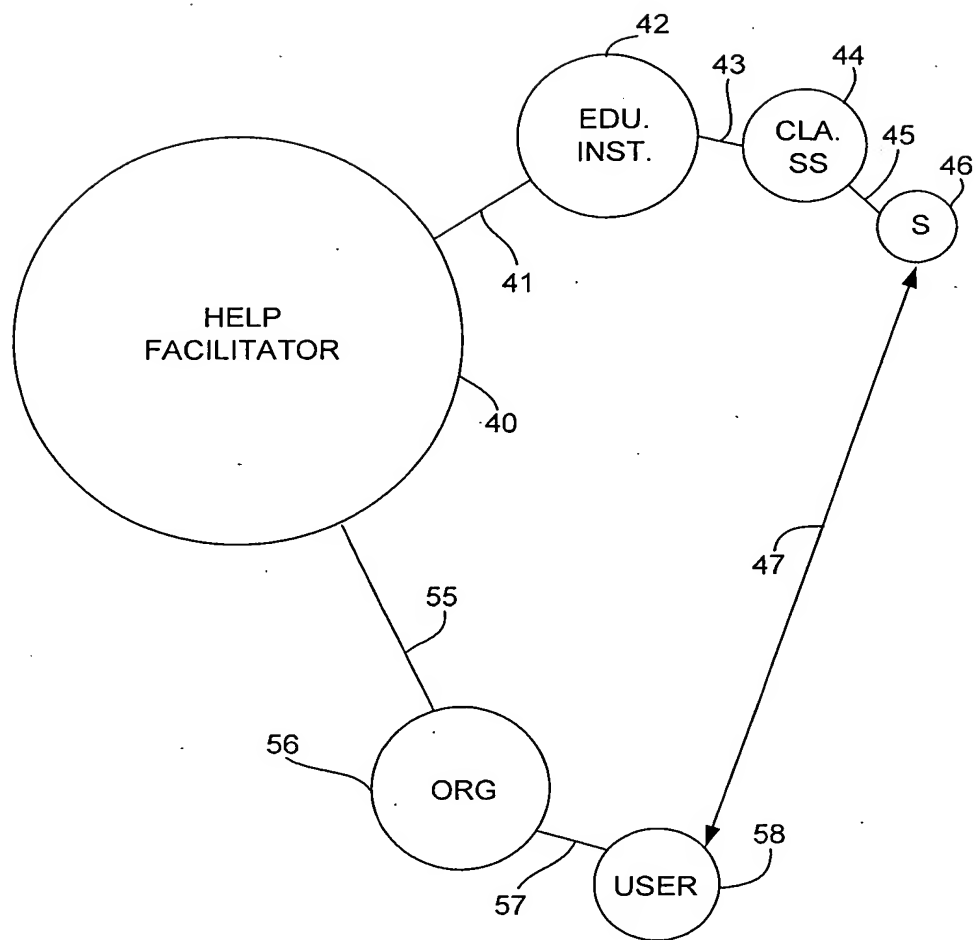 42
44
43
EDU.
INST.
CLA.
SS
45
46
S
41
HELP
FACILITATOR
40
47
55
56
ORG
57
USER
58